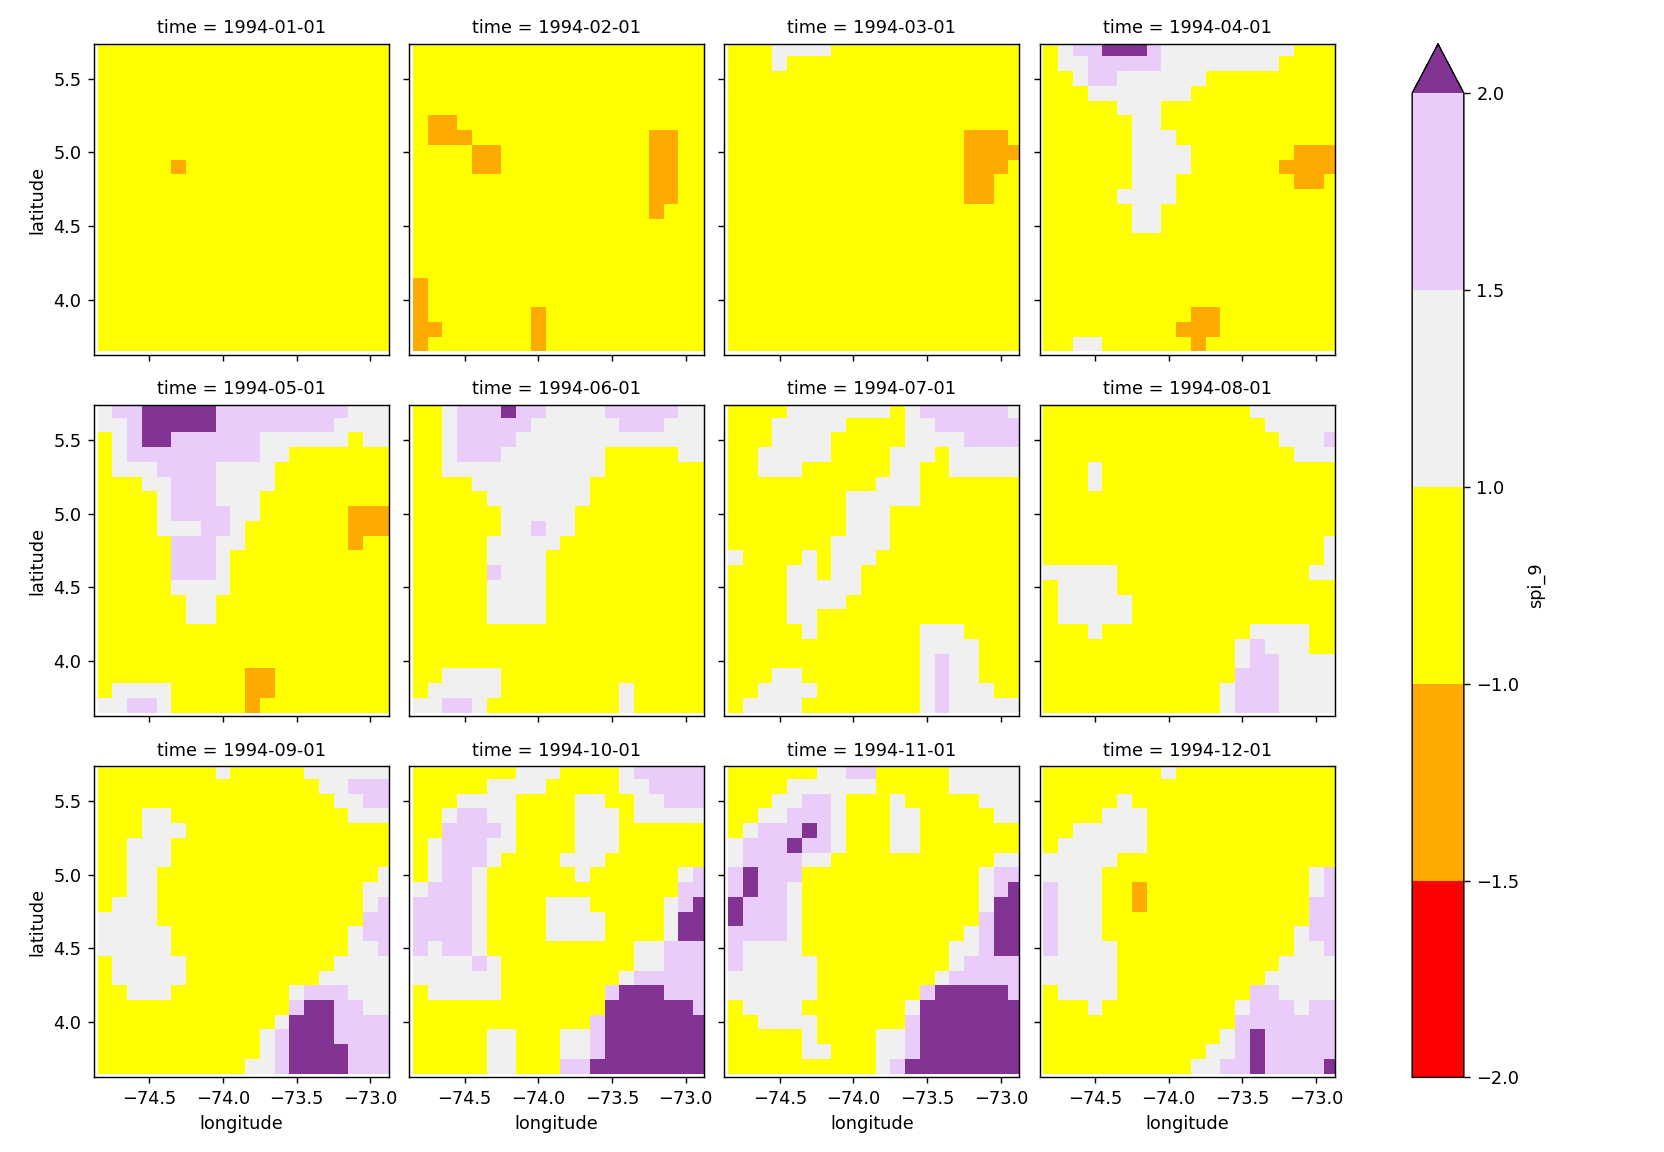 time = 1994-01-01
time = 1994-02-01
time = 1994-03-01
time = 1994-04-01
5.5
5.0
4.5
4.0
latitude
time = 1994-05-01
time = 1994-06-01
time = 1994-07-01
time = 1994-08-01
5.5
5.0
4.5
4.0
latitude
time = 1994-09-01
time = 1994-10-01
time = 1994-11-01
time = 1994-12-01
5.5
5.0
4.5
4.0
latitude
−74.5 −74.0 −73.5 −73.0
longitude
−74.5 −74.0 −73.5 −73.0
longitude
−74.5 −74.0 −73.5 −73.0
longitude
−74.5 −74.0 −73.5 −73.0
longitude
2.0
1.5
1.0
−1.0
−1.5
−2.0
spi_9